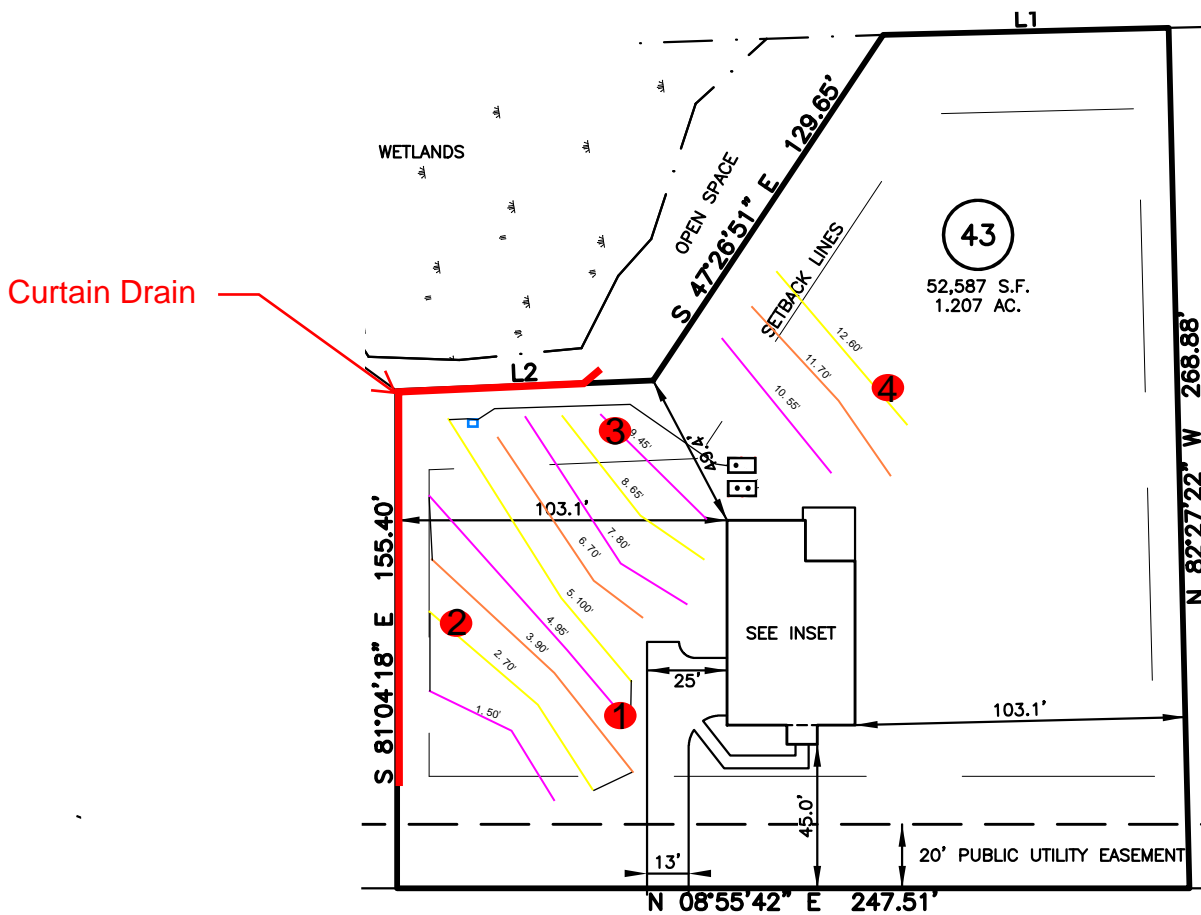 L1
WETLANDS
OPEN SPACE
S 47°26'51" E 129.65'
SETBACK LINES
43
52,587 S.F.
1.207 AC.
Curtain Drain
L2
12. 60'
11. 70'
10. 55'
4
3
9. 45'
8. 65'
7. 80'
6. 70'
5. 100'
4. 95'
3. 90'
2. 70'
1. 50'
49.4'
103.1'
2
1
S 81°04'18" E 155.40'
N 82°27'22" W 268.88'
SEE INSET
25'
103.1'
45.0'
13'
20' PUBLIC UTILITY EASEMENT
N 08°55'42" E 247.51'